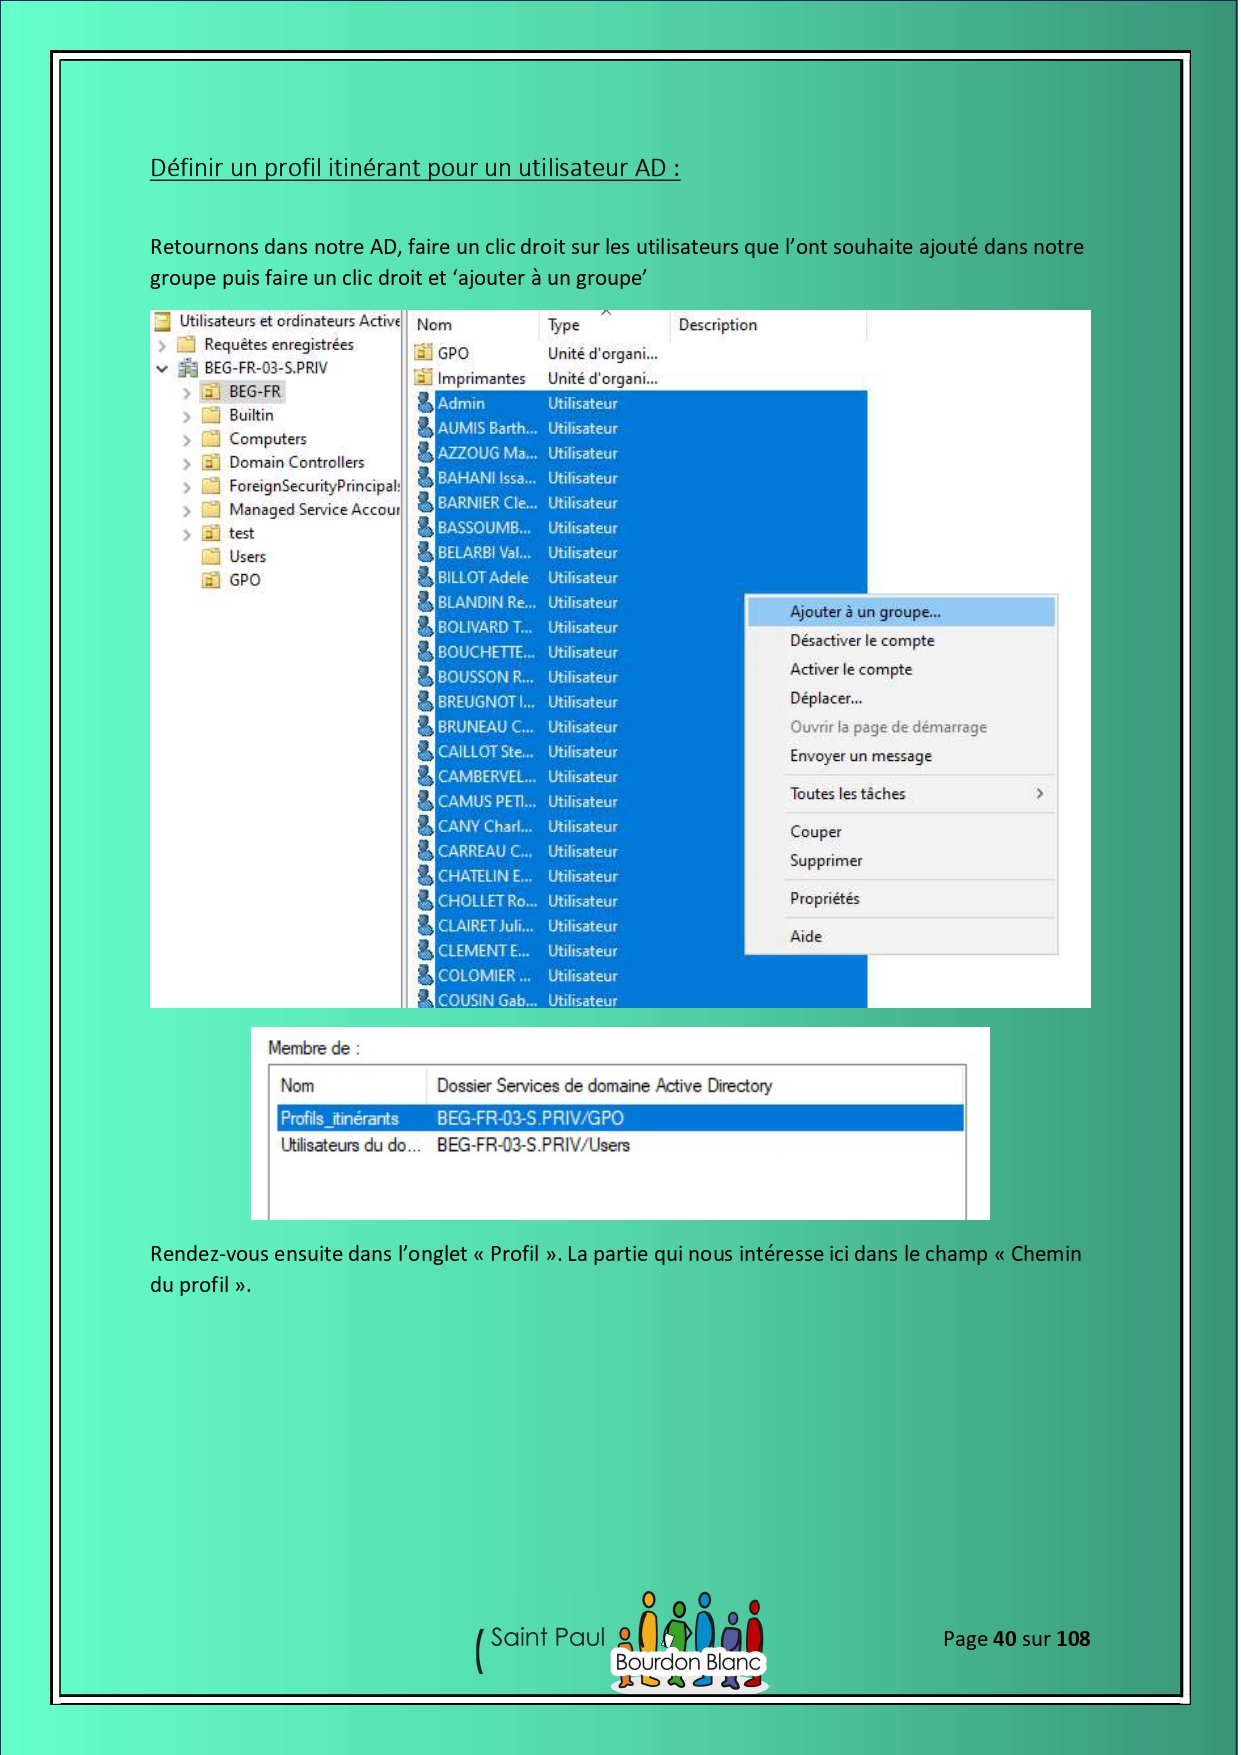 Définir un profil itinérant pour un utilisateur AD :
Retournons dans notre AD, faire un clic droit sur les utilisateurs que l’ont souhaite ajouté dans notre
groupe puis faire un clic droit et ‘ajouter à un groupe’
Utilisateurs et ordinateurs Active
Requêtes enregistrées
BEG-FR-03-S.PRIV
BEG-FR
Builtin
Computers
Domain Controllers
ForeignSecurityPrincipals
Managed Service Accour
test
Users
GPO
Nom Type Description
GPO Unité d'organi...
Imprimantes Unité d'organi...
Admin Utilisateur
AUMIS Barth... Utilisateur
AZZOUG Ma... Utilisateur
BAHANI Issa... Utilisateur
BARNIER Cle... Utilisateur
BASSOUMB... Utilisateur
BELARBI Val... Utilisateur
BILLOT Adele Utilisateur
BLANDIN Re... Utilisateur
BOLIVARD T... Utilisateur
BOUCHETTE... Utilisateur
BOUSSON R... Utilisateur
BREUGNOT I... Utilisateur
BRUNEAU C... Utilisateur
CAILLOT Ste... Utilisateur
CAMBERVEL... Utilisateur
CAMUS PETI... Utilisateur
CANY Charl... Utilisateur
CARREAU C... Utilisateur
CHATELIN E... Utilisateur
CHOLLET Ro... Utilisateur
CLAIRET Juli... Utilisateur
CLEMENT E... Utilisateur
COLOMIER ... Utilisateur
COUSIN Gab... Utilisateur
Ajouter à un groupe...
Désactiver le compte
Activer le compte
Déplacer...
Ouvrir la page de démarrage
Envoyer un message
Toutes les tâches
Couper
Supprimer
Propriétés
Aide
Membre de :
Nom Dossier Services de domaine Active Directory
Profils_itinérants BEG-FR-03-S.PRIV/GPO
Utilisateurs du do... BEG-FR-03-S.PRIV/Users
Rendez-vous ensuite dans l’onglet « Profil ». La partie qui nous intéresse ici dans le champ « Chemin
du profil ».
Saint Paul
Bourdon Blanc
Page 40 sur 108